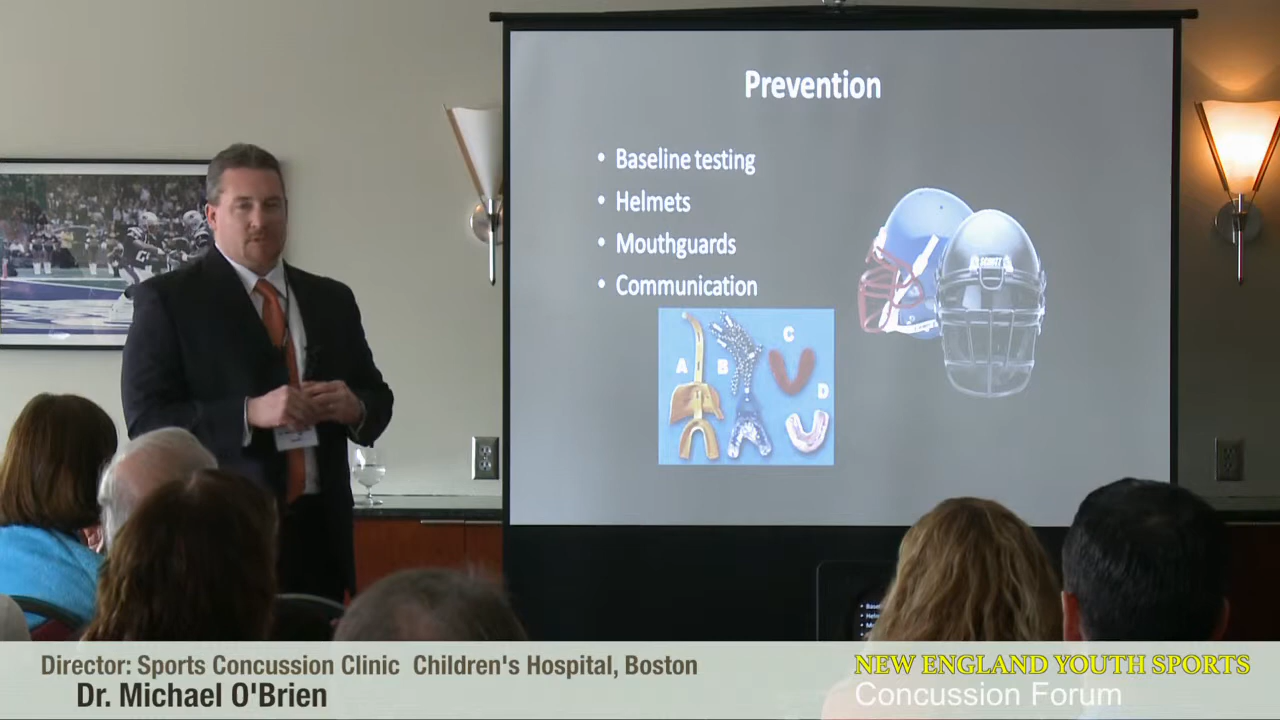 Prevention
• Baseline testing
• Helmets
• Mouthguards
• Communication
A
B
C
D
Director: Sports Concussion Clinic Children's Hospital, Boston
Dr. Michael O'Brien
NEW ENGLAND YOUTH SPORTS
Concussion Forum